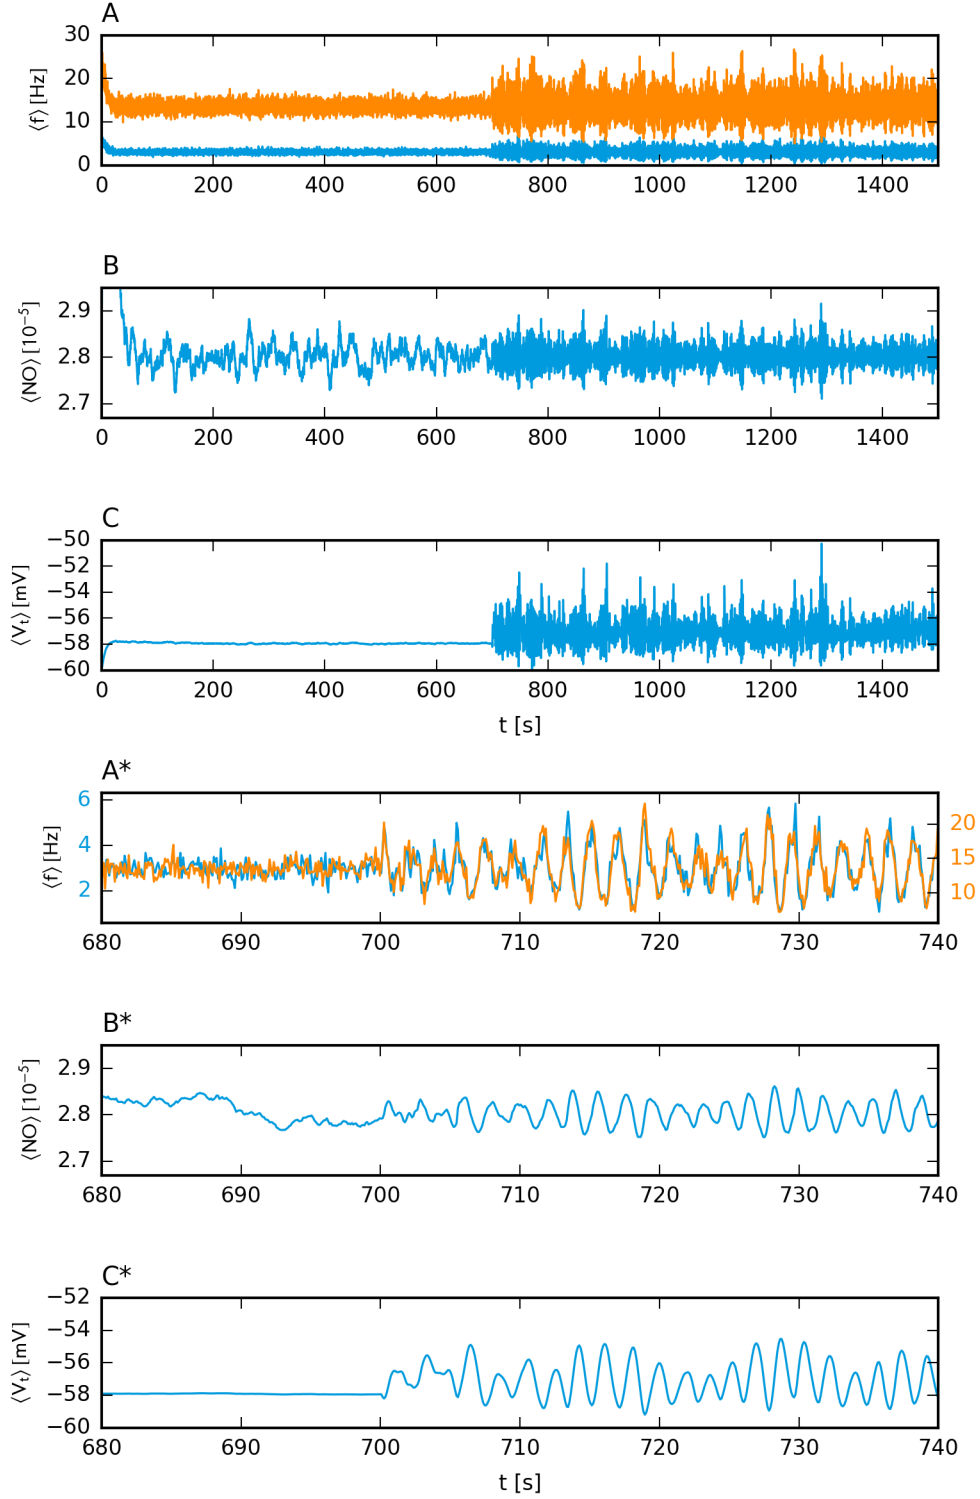 A
⟨f⟩ [Hz]
30
20
10
0
0 200 400 600 800 1000 1200 1400
B
⟨NO⟩ [10⁻⁵]
2.9
2.8
2.7
0 200 400 600 800 1000 1200 1400
C
⟨Vₜ⟩ [mV]
−50
−52
−54
−56
−58
−60
0 200 400 600 800 1000 1200 1400
t [s]
A*
⟨f⟩ [Hz]
6
4
2
20
15
10
680 690 700 710 720 730 740
B*
⟨NO⟩ [10⁻⁵]
2.9
2.8
2.7
680 690 700 710 720 730 740
C*
⟨Vₜ⟩ [mV]
−52
−54
−56
−58
−60
680 690 700 710 720 730 740
t [s]